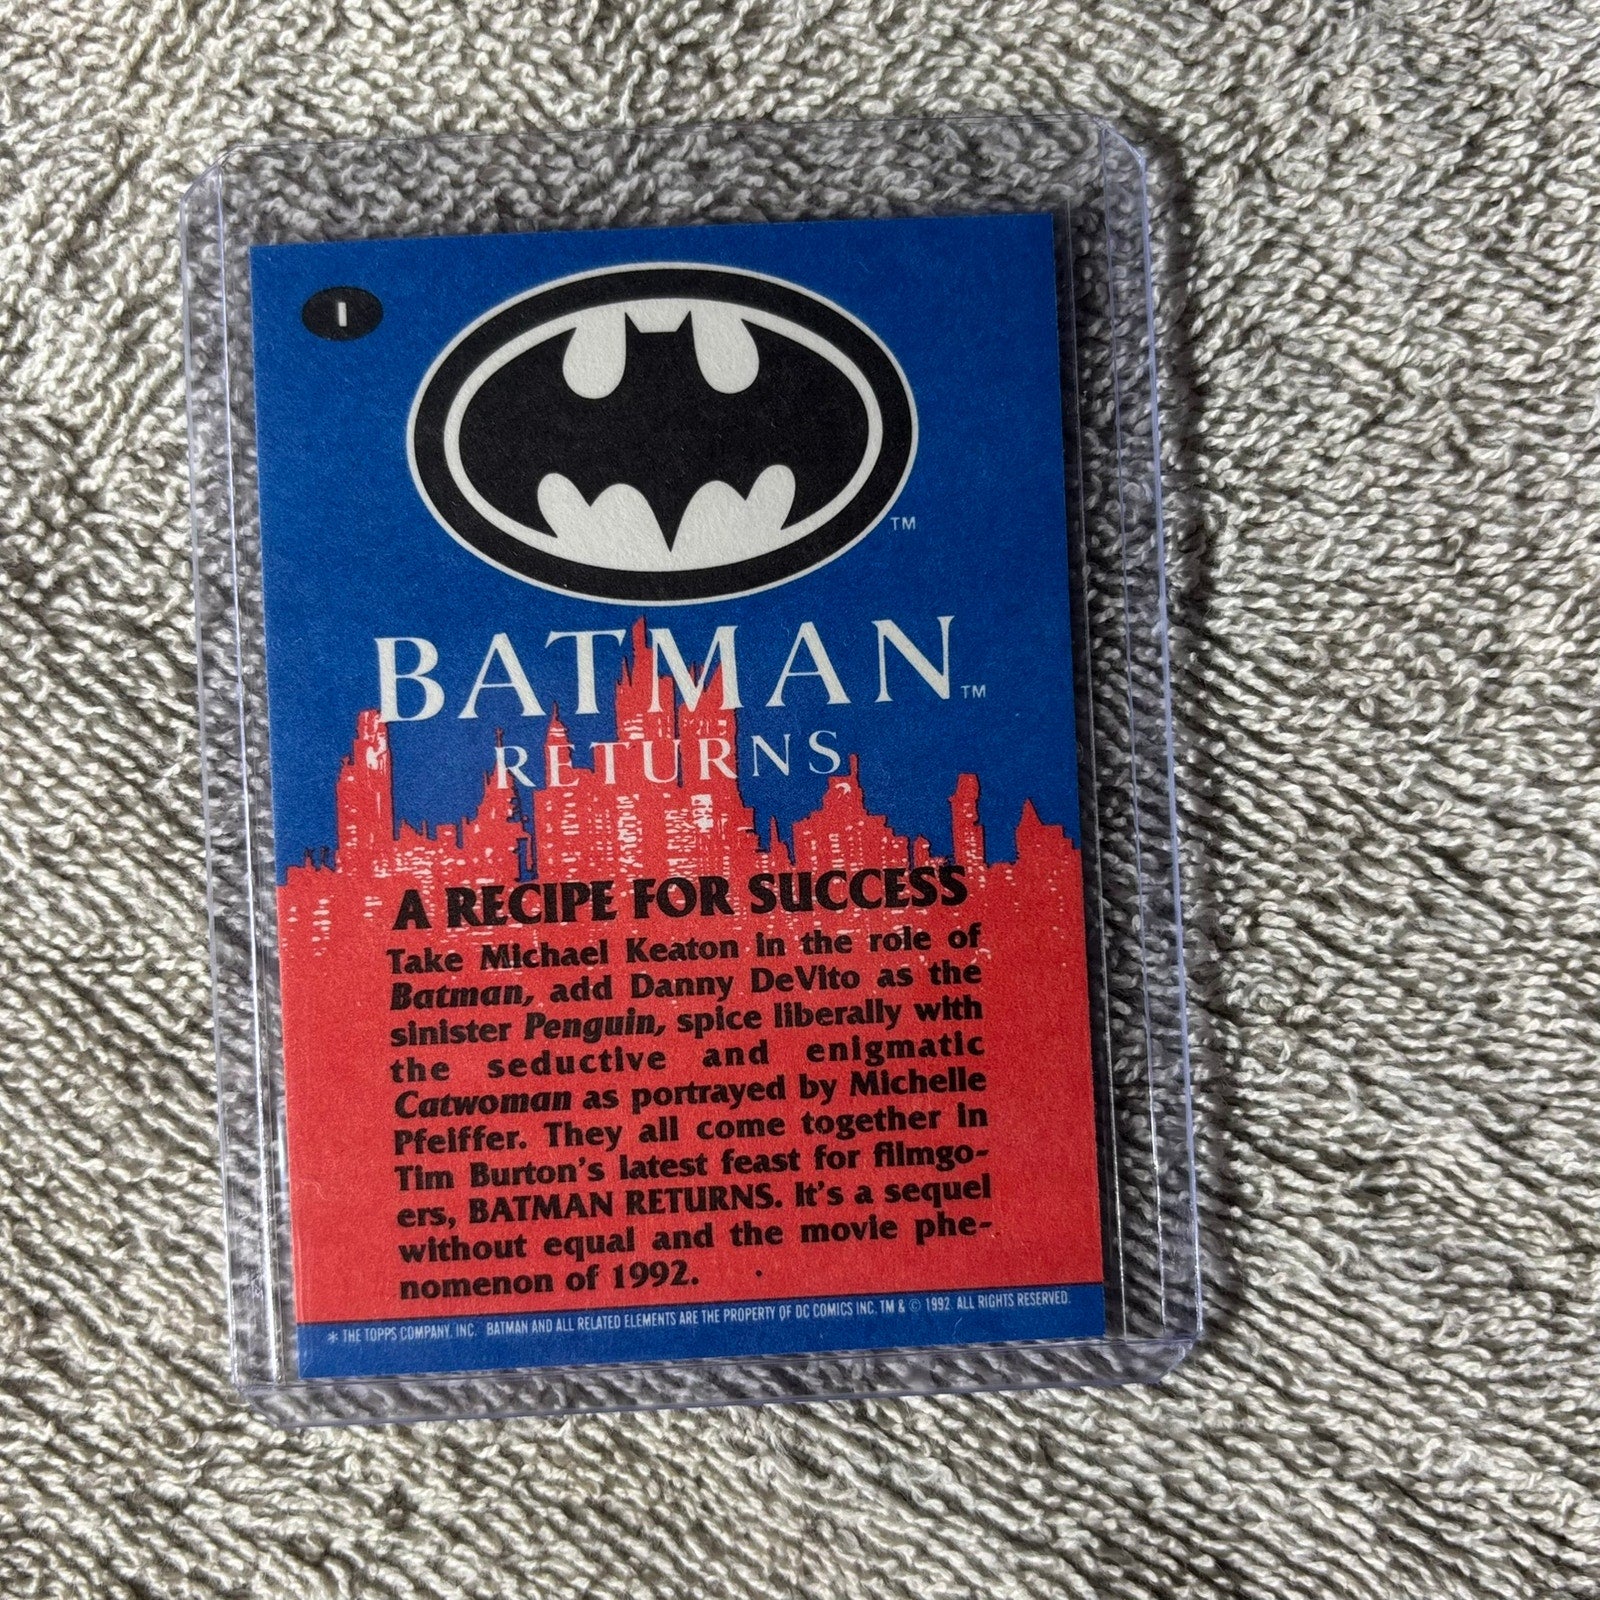 1
TM
BATMAN TM
RETURNS
A RECIPE FOR SUCCESS
Take Michael Keaton in the role of
Batman, add Danny DeVito as the
sinister Penguin, spice liberally with
the seductive and enigmatic
Catwoman as portrayed by Michelle
Pfeiffer. They all come together in
Tim Burton's latest feast for filmgo-
ers, BATMAN RETURNS. It's a sequel
without equal and the movie phe-
nomenon of 1992.
* THE TOPPS COMPANY, INC. BATMAN AND ALL RELATED ELEMENTS ARE THE PROPERTY OF DC COMICS INC. TM & © 1992. ALL RIGHTS RESERVED.